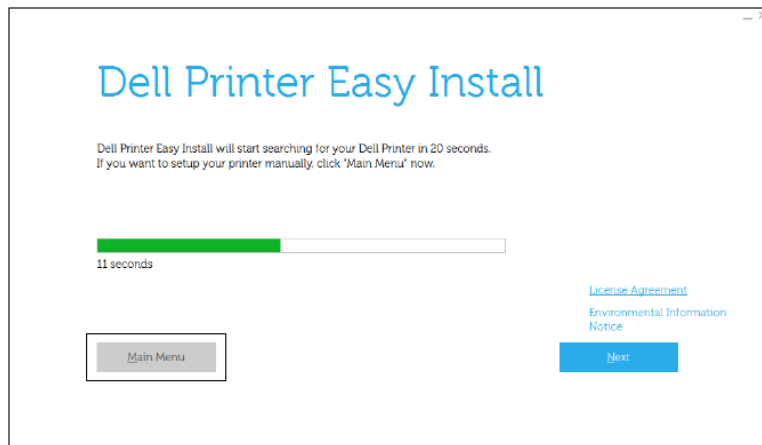 Dell Printer Easy Install
Dell Printer Easy Install will start searching for your Dell Printer in 20 seconds.
If you want to setup your printer manually, click "Main Menu" now.
11 seconds
License Agreement
Environmental Information
Notice
Main Menu
Next